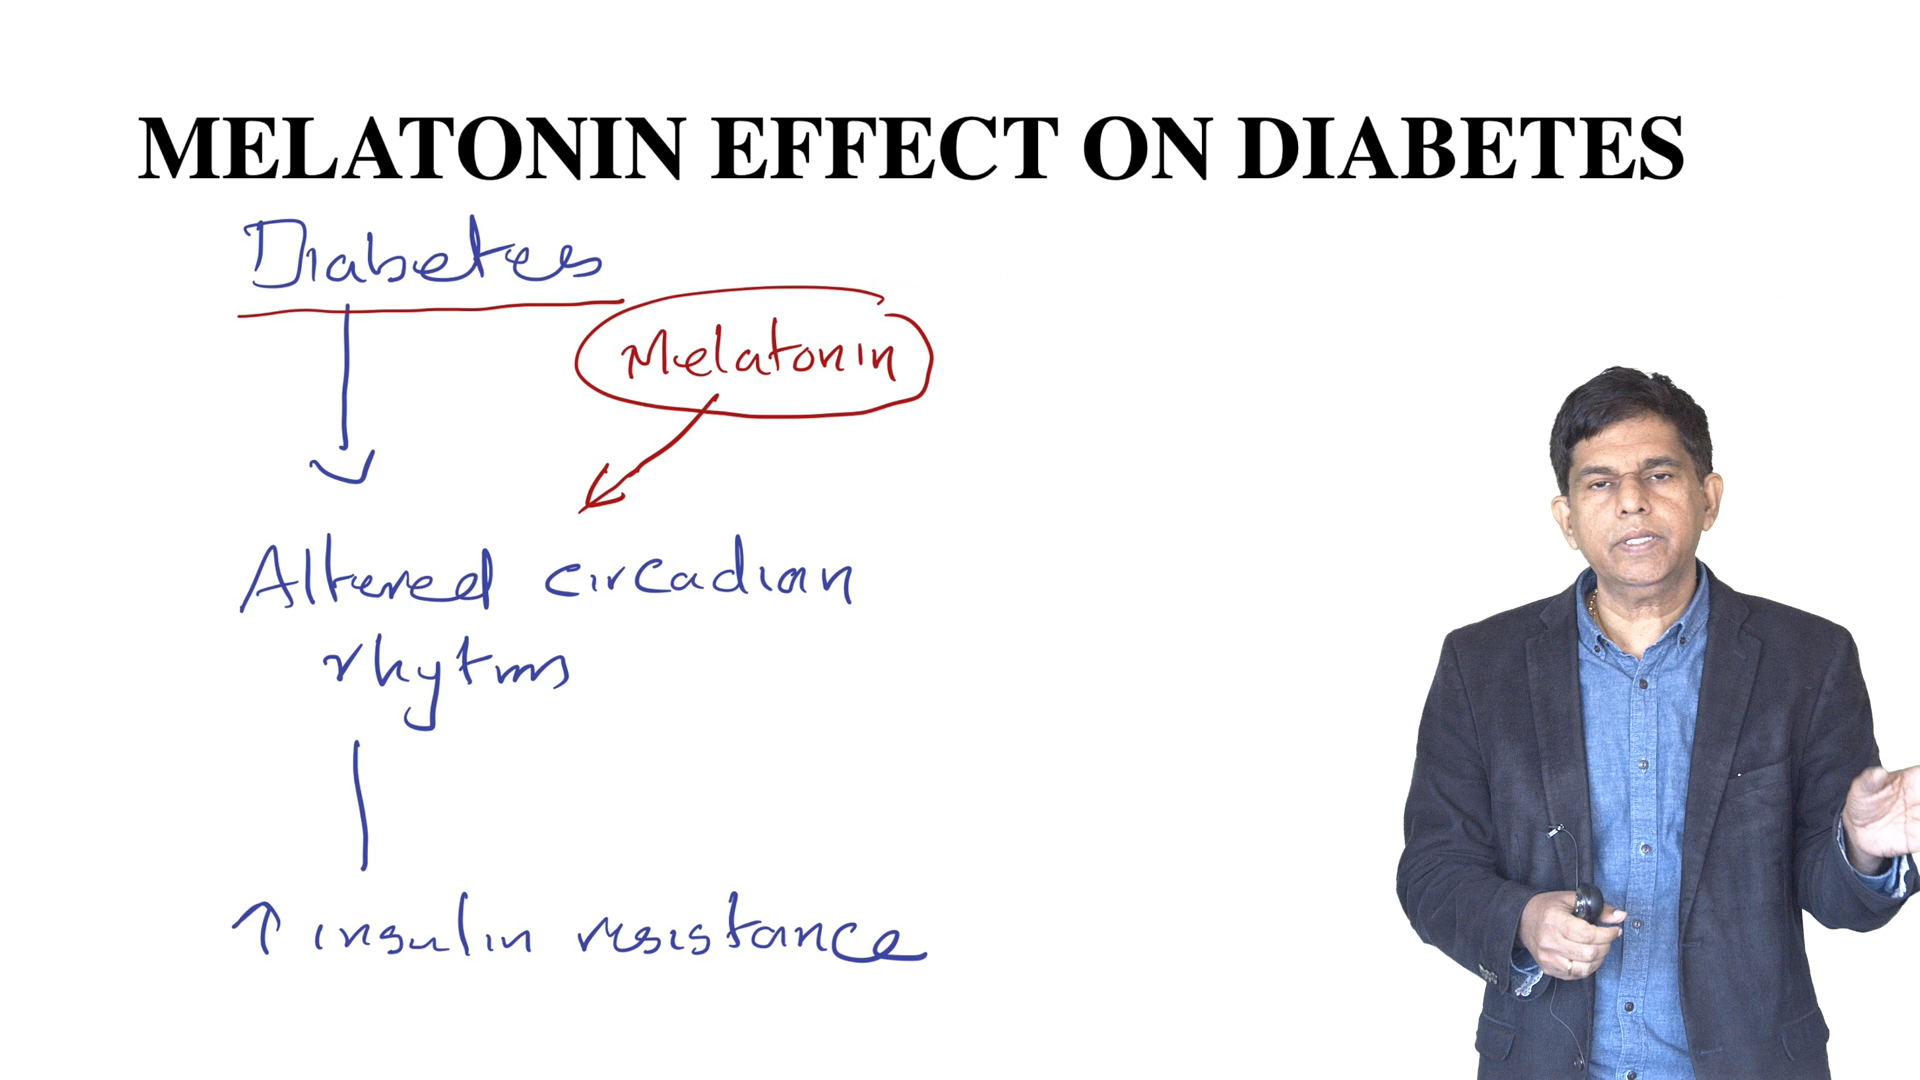 MELATONIN EFFECT ON DIABETES
Diabetes
Melatonin
Altered circadian
rhytms
↑ insulin resistance